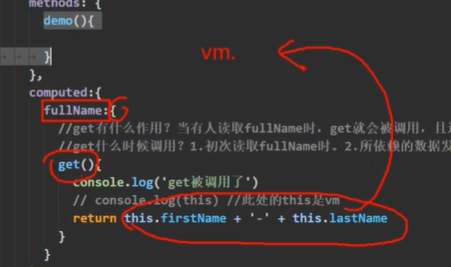 methods: {
demo(){
}
vm.
},
computed:{
fullName:{
//get有什么作用?当有人读取fullName时,get就会被调用,且
//get什么时候调用?1.初次读取fullName时。2.所依赖的数据发
get(){
console.log('get被调用了')
// console.log(this) //此处的this是vm
return this.firstName + '-' + this.lastName
}
}